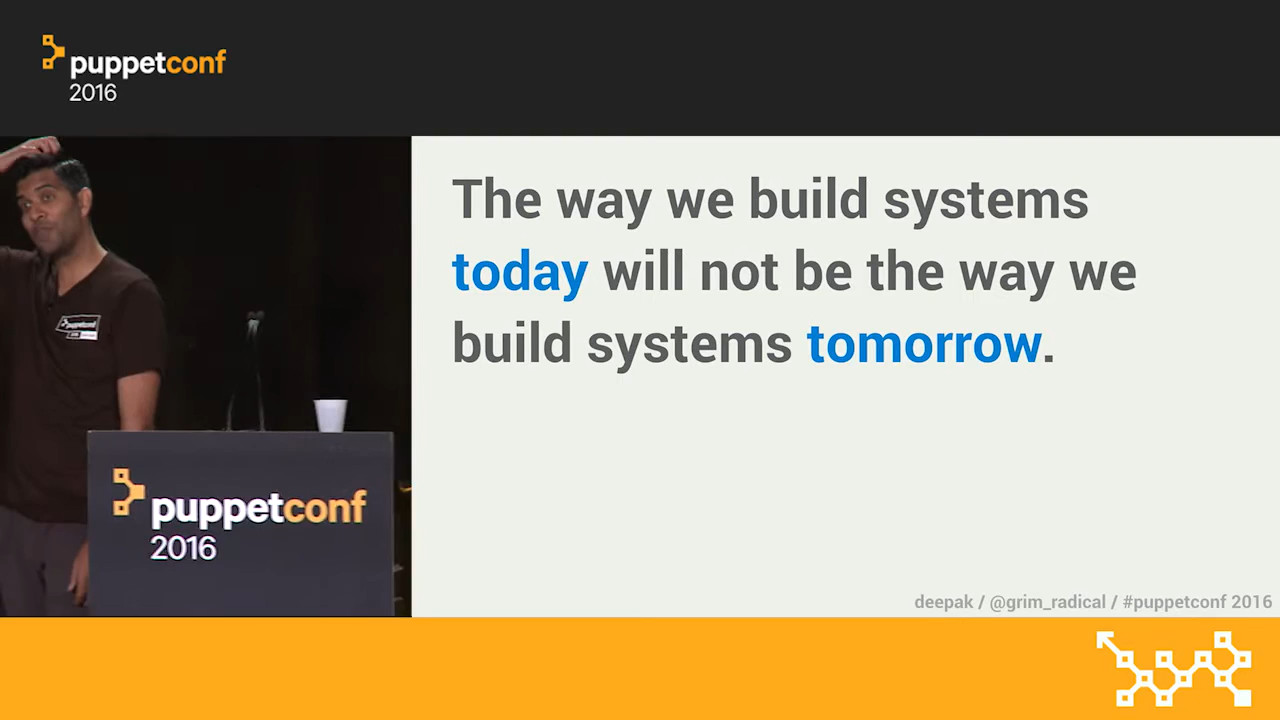 puppetconf
2016
The way we build systems
today will not be the way we
build systems tomorrow.
puppetconf
puppetconf
2016
deepak / @grim_radical / #puppetconf 2016